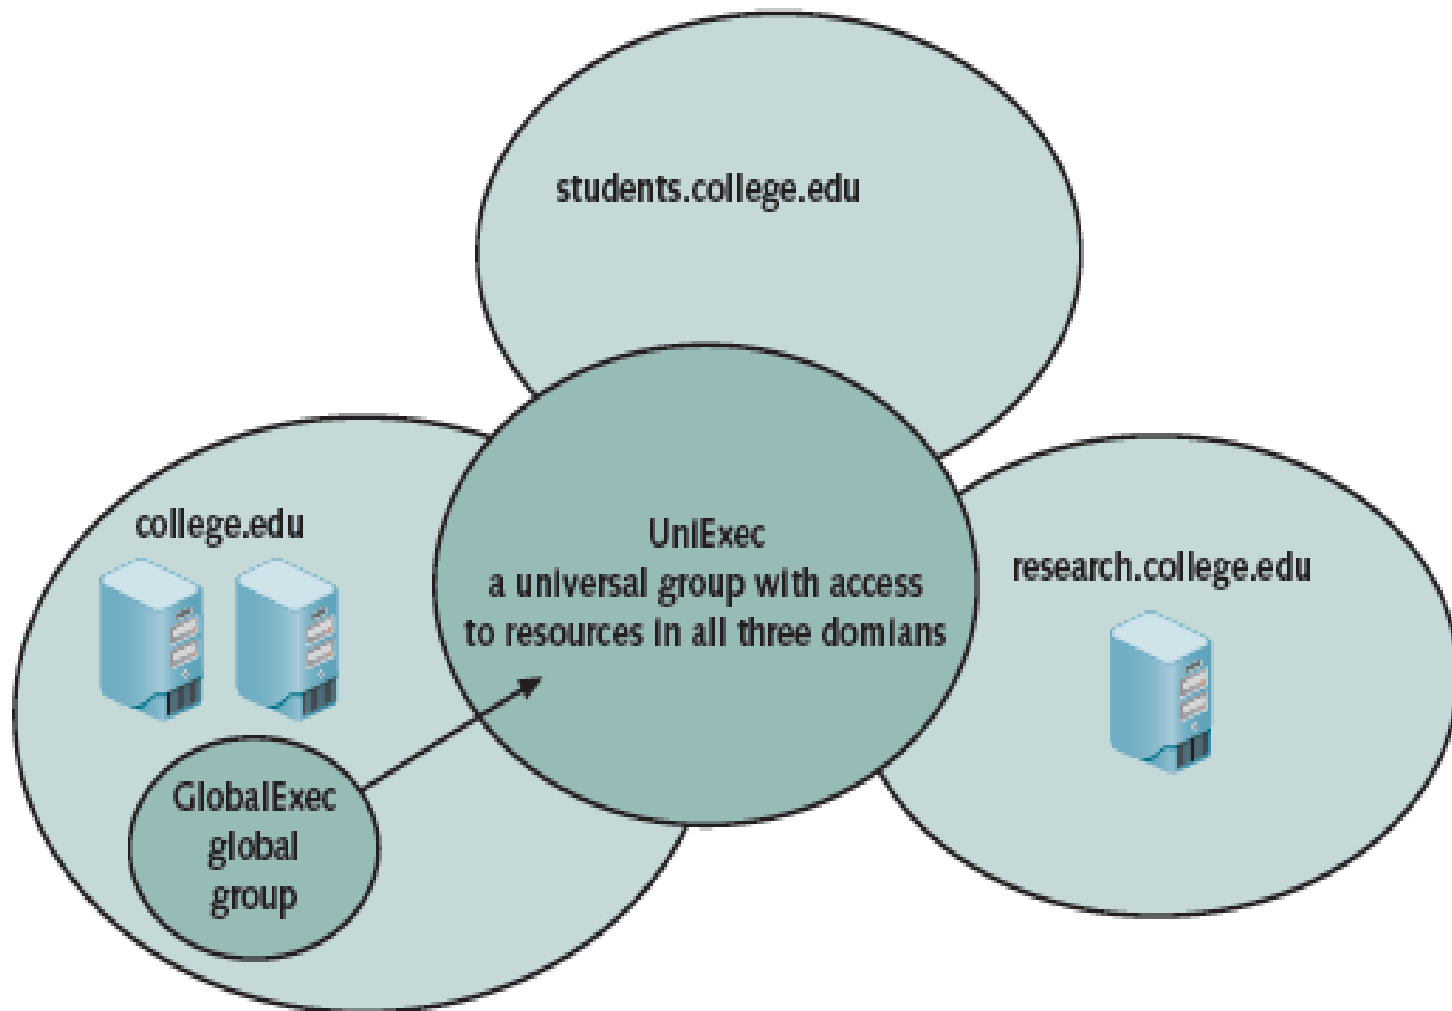 students.college.edu
college.edu
UniExec
a universal group with access
to resources in all three domians
research.college.edu
GlobalExec
global
group